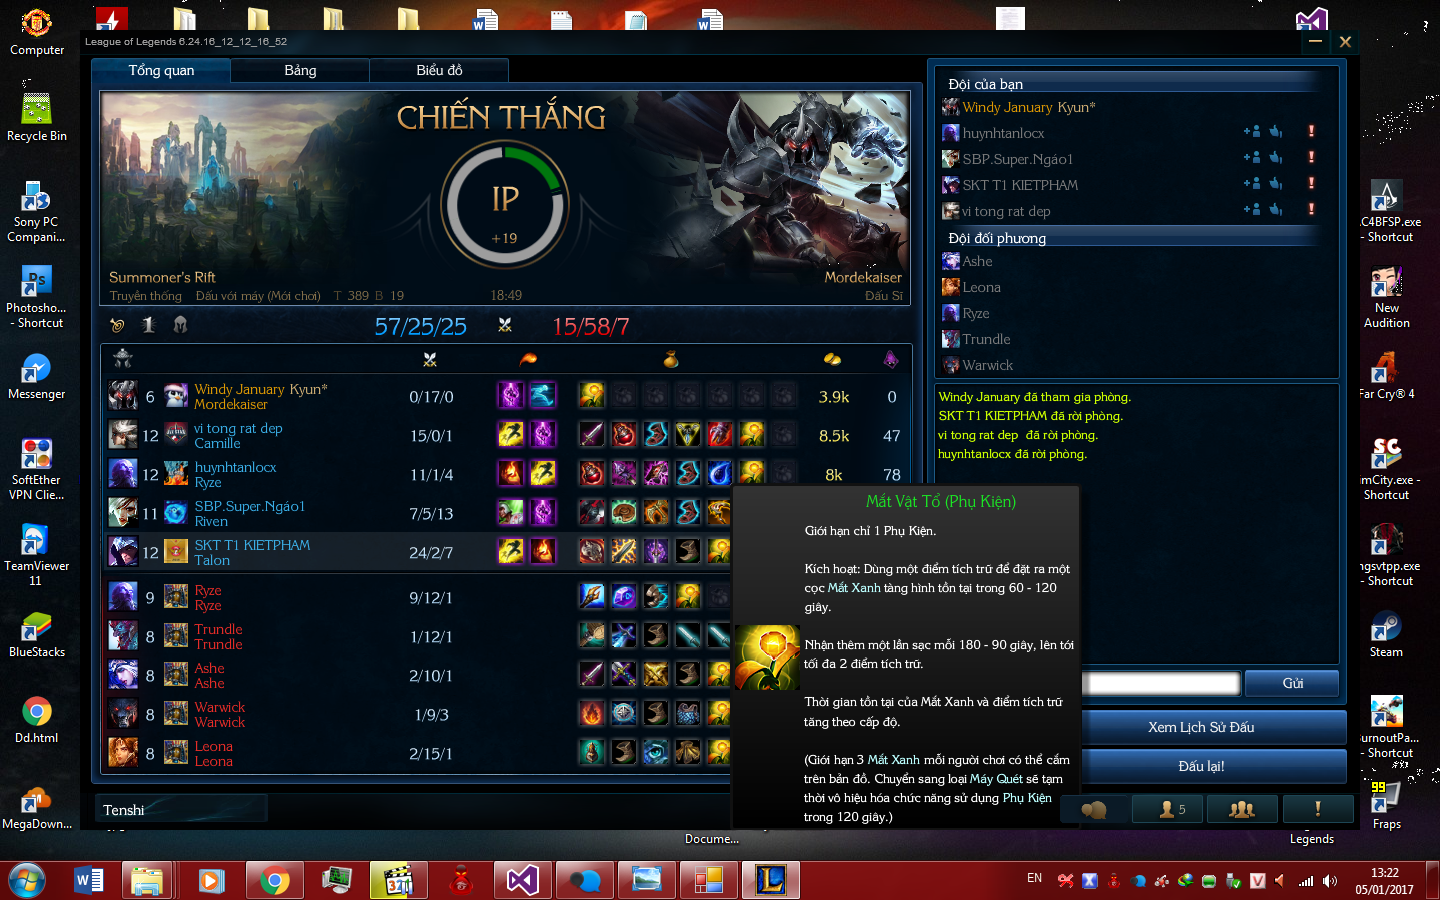 Computer
Recycle Bin
Sony PC
Compani...
Photosho...
- Shortcut
Messenger
SoftEther
VPN Clie...
TeamViewer
11
BlueStacks
Dd.html
MegaDown...
League of Legends 6.24.16_12_12_16_52
Tổng quan
Bảng
Biểu đồ
CHIẾN THẮNG
IP
+19
Summoner's Rift
Mordekaiser
Truyền thống Đấu với máy (Mới chơi) T 389 B 19
18:49
Đấu Sĩ
1
57/25/25
15/58/7
6 Windy January Kyun* 0/17/0 3.9k 0
Mordekaiser
12 vi tong rat dep 15/0/1 8.5k 47
Camille
12 huynhtanlocx 11/1/4 8k 78
Ryze
11 SBP.Super.Ngáo1 7/5/13
Riven
12 SKT T1 KIETPHAM 24/2/7
Talon
9 Ryze 9/12/1
Ryze
8 Trundle 1/12/1
Trundle
8 Ashe 2/10/1
Ashe
8 Warwick 1/9/3
Warwick
8 Leona 2/15/1
Leona
Tenshi
Mắt Vật Tổ (Phụ Kiện)
Giới hạn chỉ 1 Phụ Kiện.
Kích hoạt: Dùng một điểm tích trữ để đặt ra một
cọc Mắt Xanh tàng hình tồn tại trong 60 - 120
giây.
Nhận thêm một lần sạc mỗi 180 - 90 giây, lên tới
tối đa 2 điểm tích trữ.
Thời gian tồn tại của Mắt Xanh và điểm tích trữ
tăng theo cấp độ.
(Giới hạn 3 Mắt Xanh mỗi người chơi có thể cắm
trên bản đồ. Chuyển sang loại Máy Quét sẽ tạm
thời vô hiệu hóa chức năng sử dụng Phụ Kiện
trong 120 giây.)
Đội của bạn
Windy January Kyun*
huynhtanlocx
SBP.Super.Ngáo1
SKT T1 KIETPHAM
vi tong rat dep
Đội đối phương
Ashe
Leona
Ryze
Trundle
Warwick
Windy January đã tham gia phòng.
SKT T1 KIETPHAM đã rời phòng.
vi tong rat dep đã rời phòng.
huynhtanlocx đã rời phòng.
Gửi
Xem Lịch Sử Đấu
Đấu lại!
5
Docume...
Legends
AC4BFSP.exe
- Shortcut
New
Audition
Far Cry® 4
SimCity.exe -
Shortcut
ngsvtpp.exe
- Shortcut
Steam
BurnoutPa...
- Shortcut
99
Fraps
EN
13:22
05/01/2017